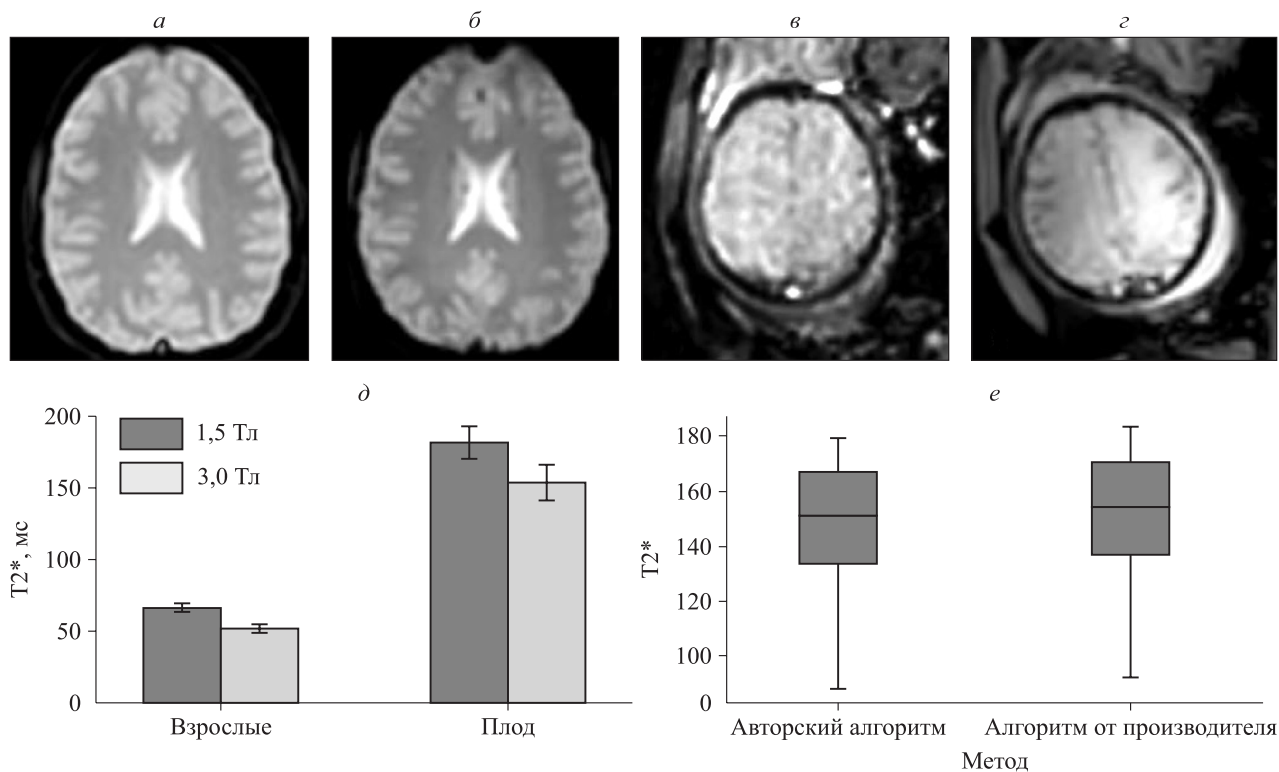 а б в г
д
200
150
100
50
0
T2*, мс
1,5 Тл
3,0 Тл
Взрослые Плод
е
180
160
140
120
100
0
T2*
Авторский алгоритм Алгоритм от производителя
Метод